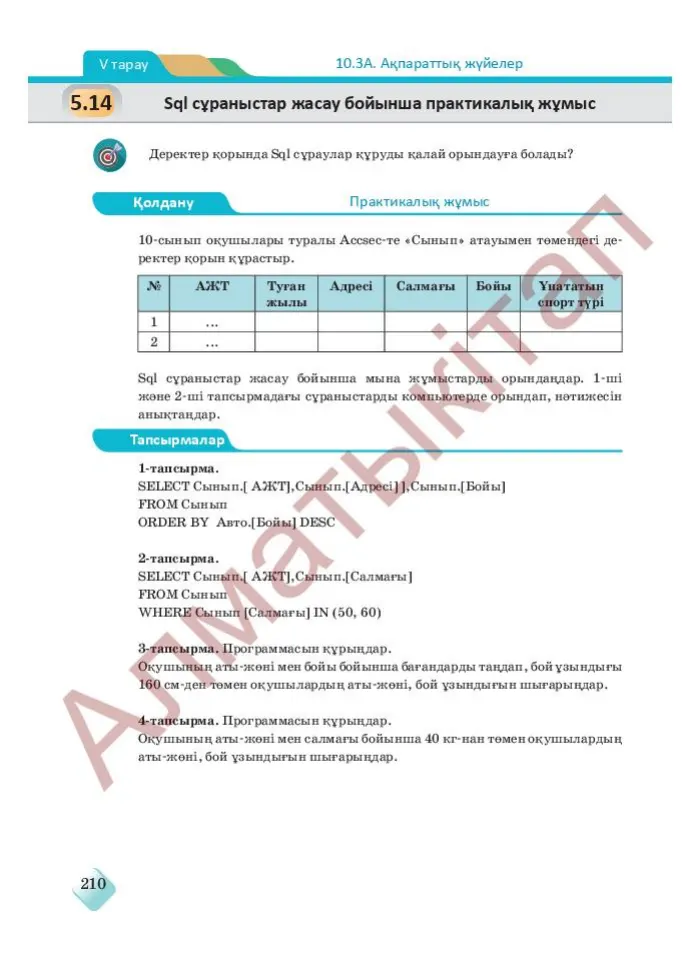 V тарау
10.3А. Ақпараттық жүйелер
5.14
Sql сұраныстар жасау бойынша практикалық жұмыс
Деректер қорында Sql сұраулар құруды қалай орындауға болады?
Қолдану
Практикалық жұмыс
10-сынып оқушылары туралы Accsec-те «Сынып» атауымен төмендегі де-
ректер қорын құрастыр.
№ АЖТ Туған жылы Адресі Салмағы Бойы Ұнататын спорт түрі
1 ...
2 ...
Sql сұраныстар жасау бойынша мына жұмыстарды орындаңдар. 1-ші
және 2-ші тапсырмадағы сұраныстарды компьютерде орындап, нәтижесін
анықтаңдар.
Тапсырмалар
1-тапсырма.
SELECT Сынып.[ АЖТ],Сынып.[Адресі] ],Сынып.[Бойы]
FROM Сынып
ORDER BY Авто.[Бойы] DESC
2-тапсырма.
SELECT Сынып.[ АЖТ],Сынып.[Салмағы]
FROM Сынып
WHERE Сынып [Салмағы] IN (50, 60)
3-тапсырма. Программасын құрыңдар.
Оқушының аты-жөні мен бойы бойынша бағандарды таңдап, бой ұзындығы
160 см-ден төмен оқушылардың аты-жөні, бой ұзындығын шығарыңдар.
4-тапсырма. Программасын құрыңдар.
Оқушының аты-жөні мен салмағы бойынша 40 кг-нан төмен оқушылардың
аты-жөні, бой ұзындығын шығарыңдар.
210
Алматыкітап